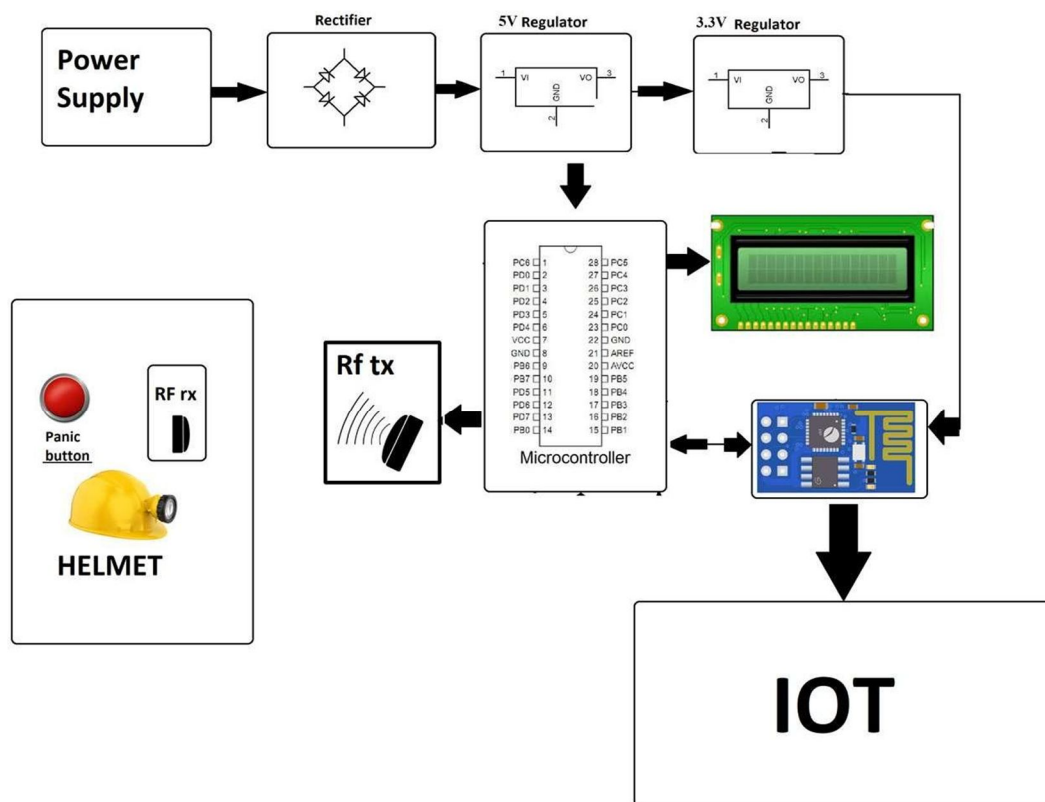 Rectifier
5V Regulator
3.3V Regulator
Power
Supply
1 VI VO 3
GND
2
1 VI VO 3
GND
2
PC6 1 28 PC5
PD0 2 27 PC4
PD1 3 26 PC3
PD2 4 25 PC2
PD3 5 24 PC1
PD4 6 23 PC0
VCC 7 22 GND
GND 8 21 AREF
PB6 9 20 AVCC
PB7 10 19 PB5
PD5 11 18 PB4
PD6 12 17 PB3
PD7 13 16 PB2
PB0 14 15 PB1
Microcontroller
Rf tx
RF rx
Panic
button
HELMET
IOT